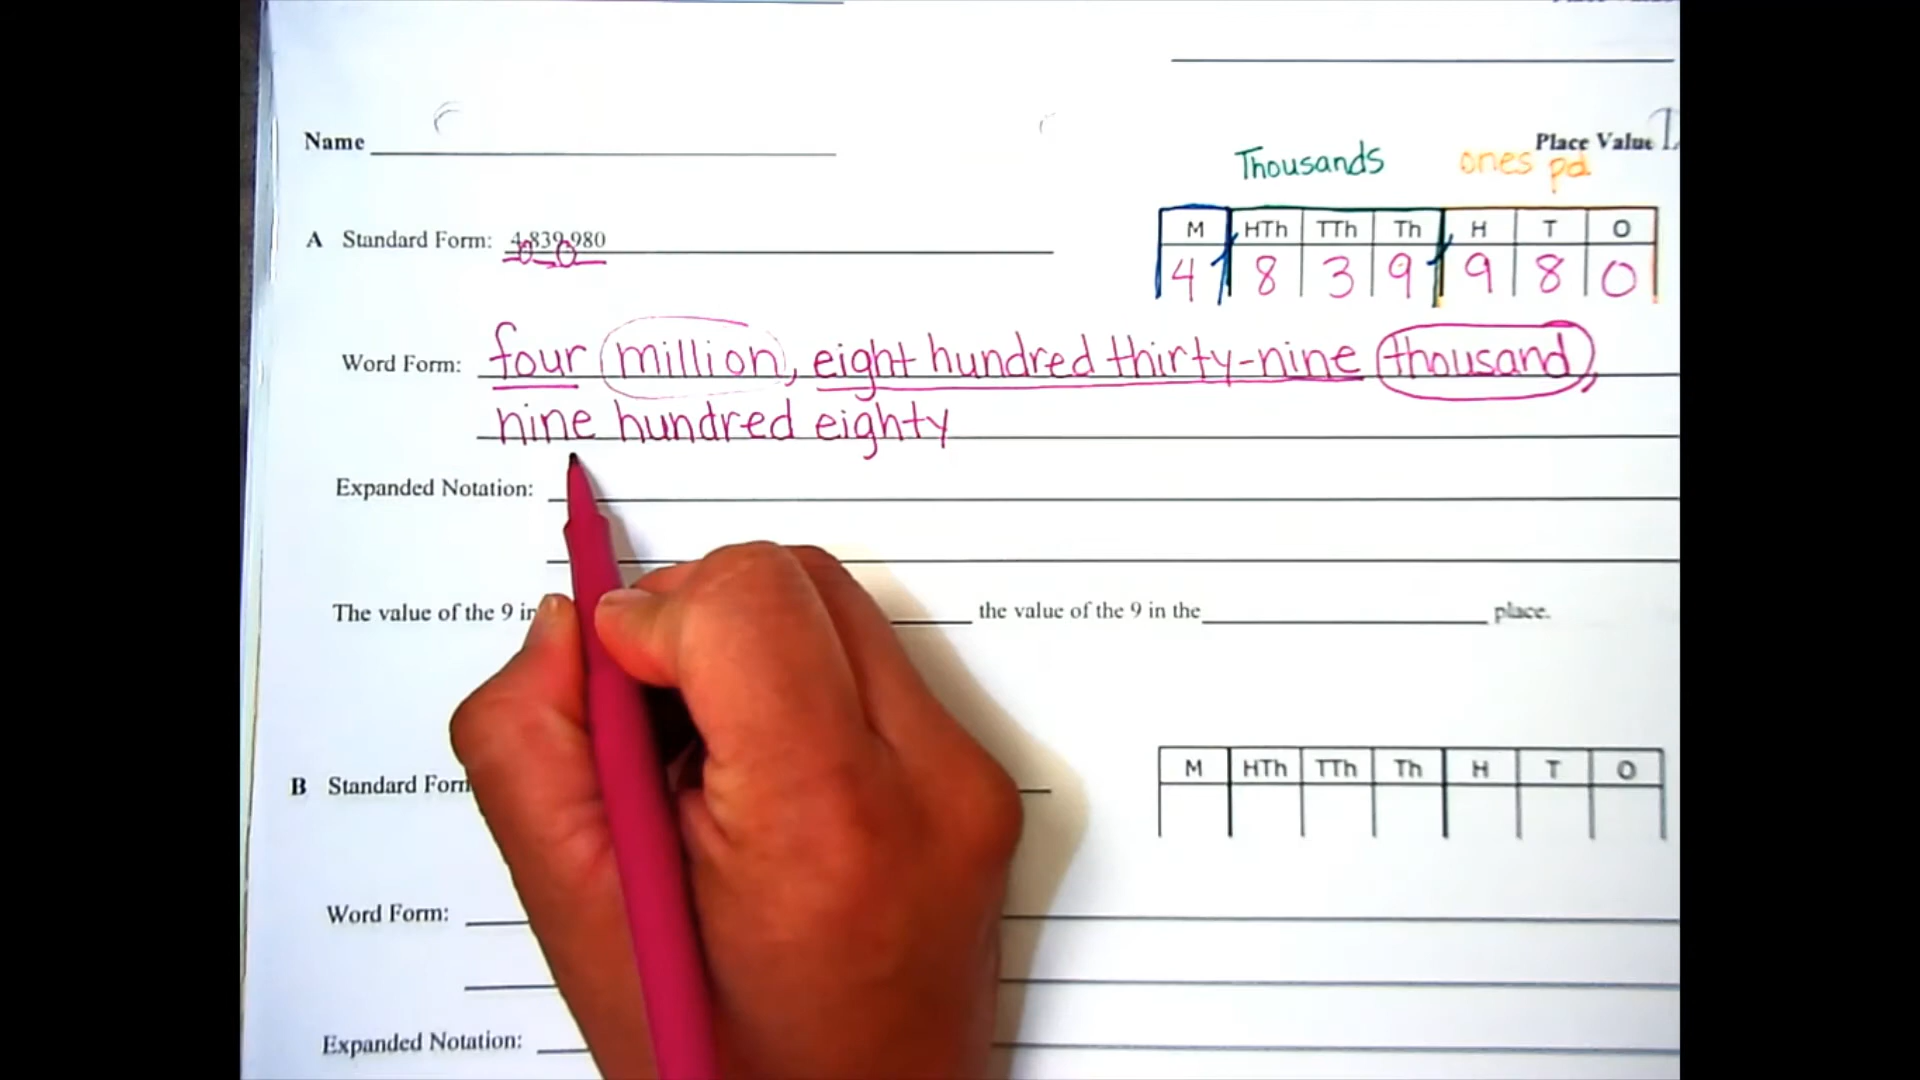 Name
Place Value
Thousands ones pd
A Standard Form: 4,839,980
M HTh TTh Th H T O
4 , 8 3 9 , 9 8 0
Word Form: four million, eight hundred thirty-nine thousand,
nine hundred eighty
Expanded Notation:
The value of the 9 in the value of the 9 in the place.
B Standard Form
M HTh TTh Th H T O
Word Form:
Expanded Notation: